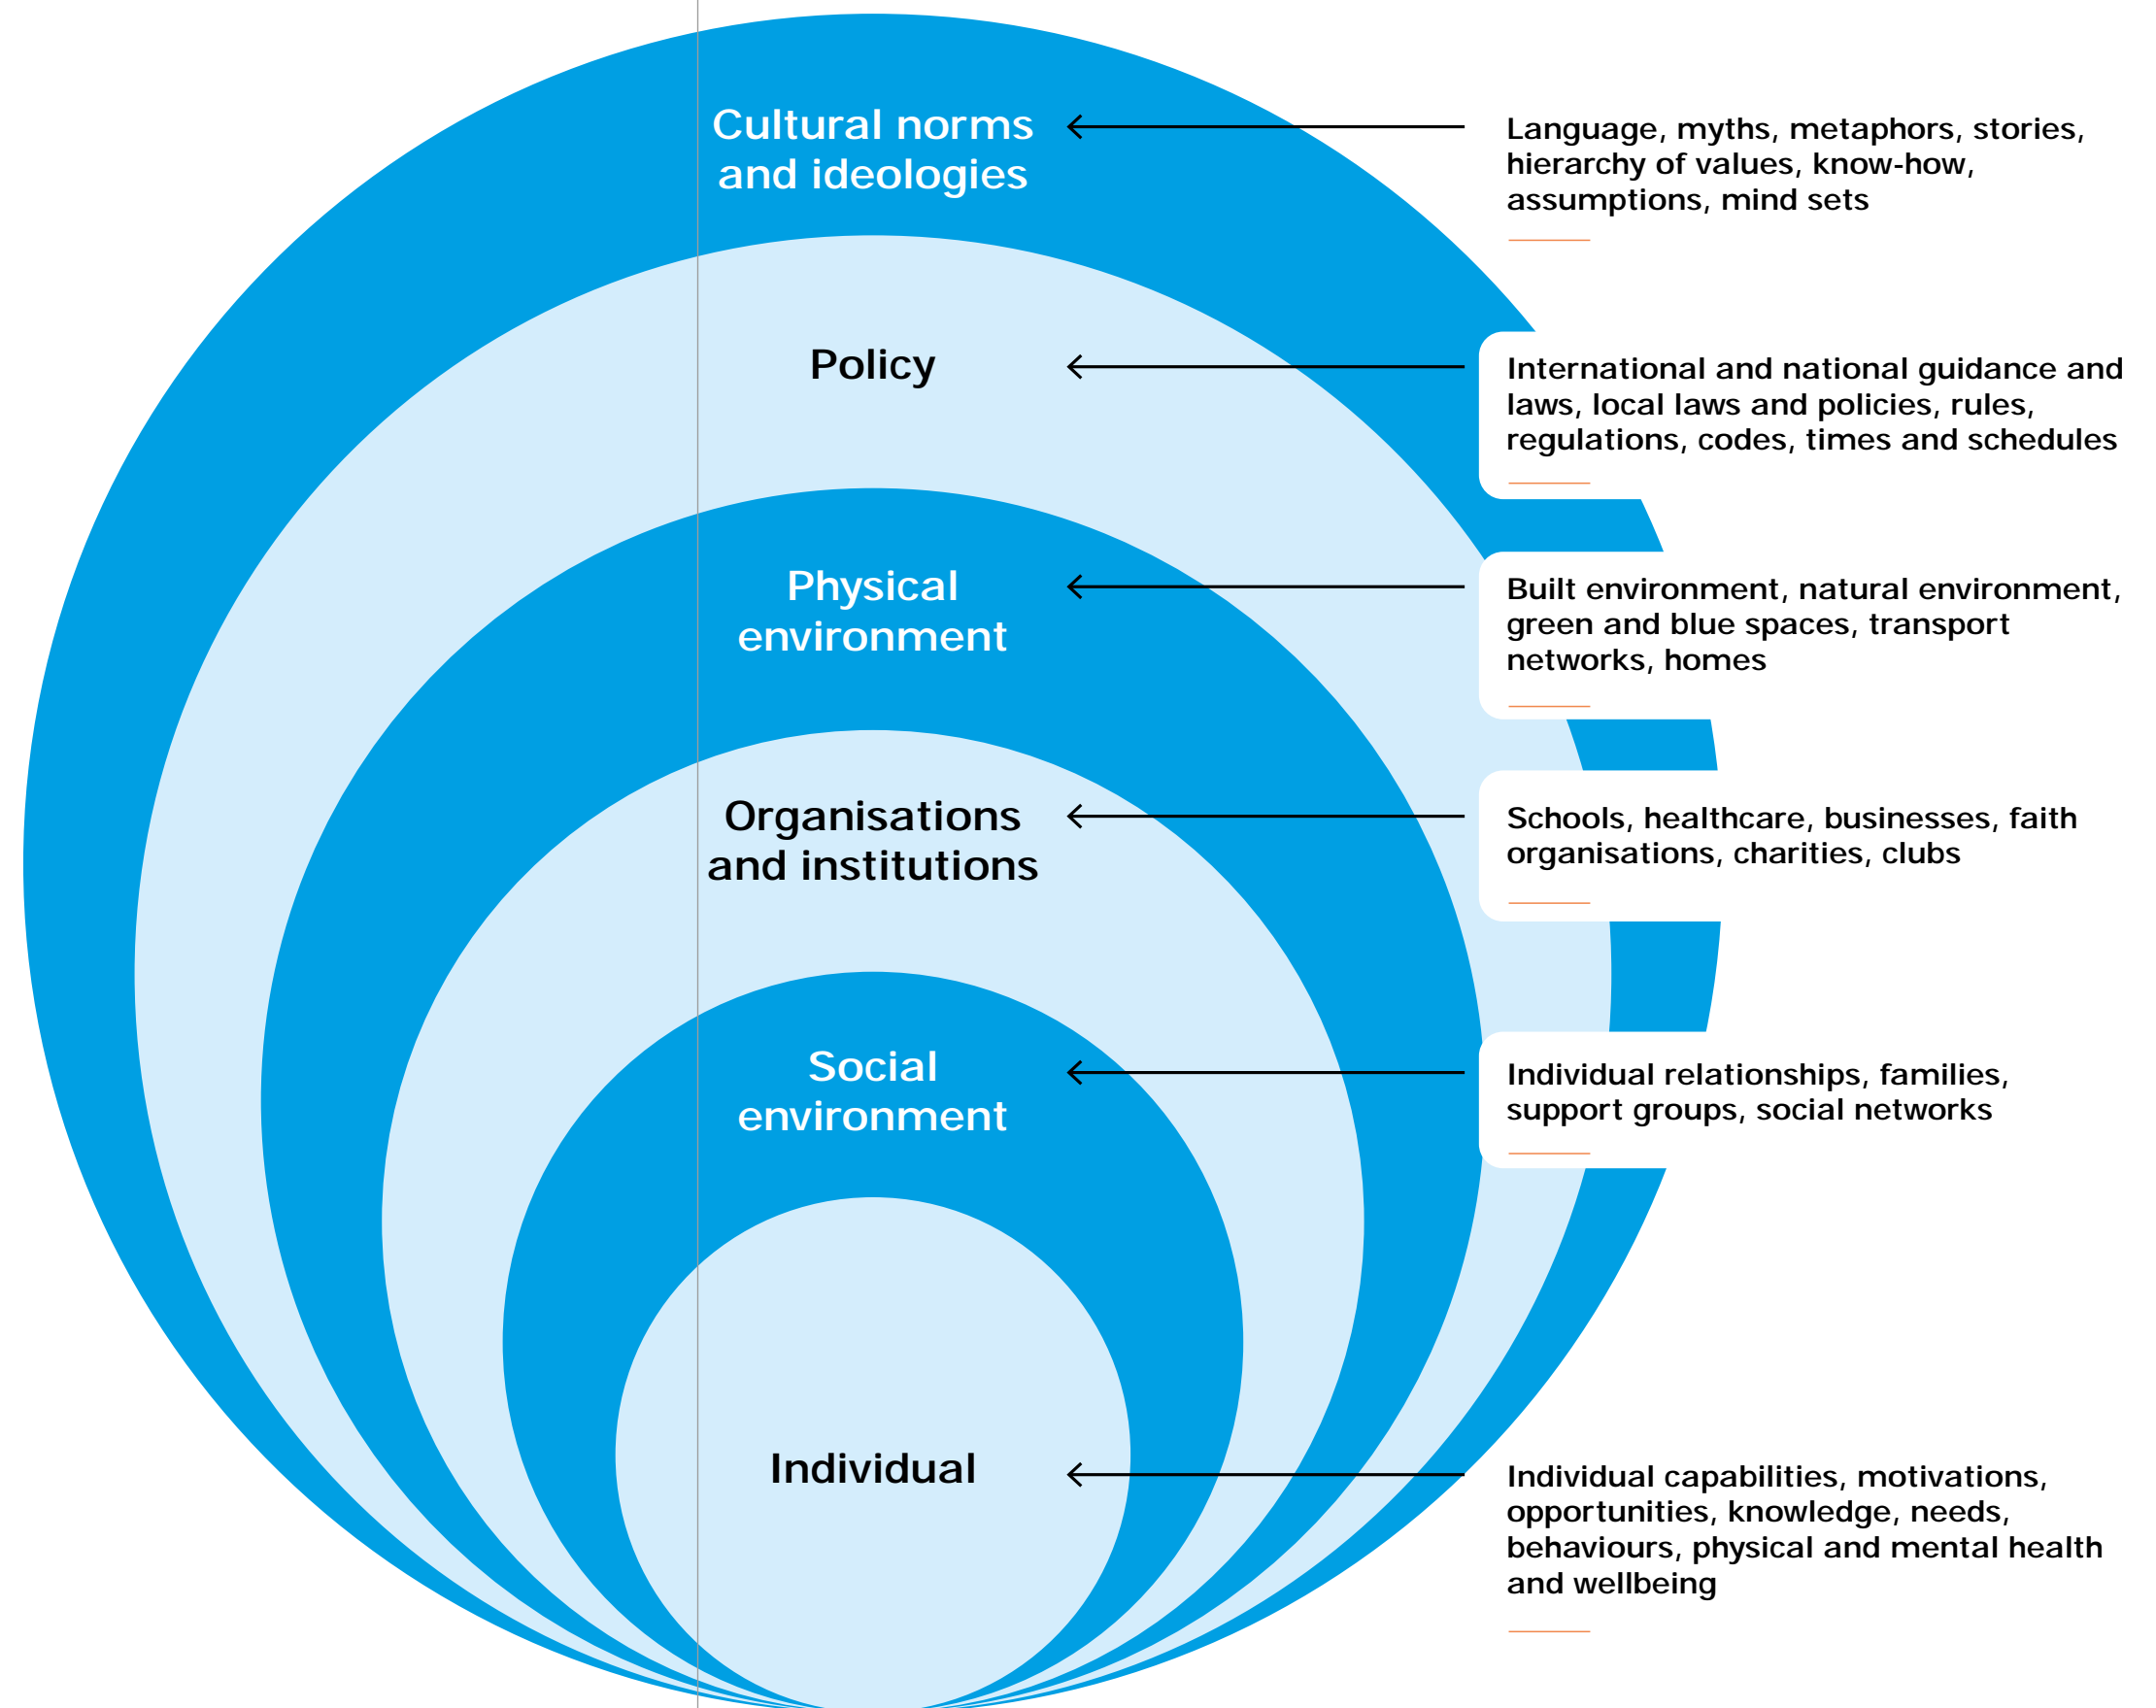 Cultural norms
and ideologies
Language, myths, metaphors, stories,
hierarchy of values, know-how,
assumptions, mind sets
Policy
International and national guidance and
laws, local laws and policies, rules,
regulations, codes, times and schedules
Physical
environment
Built environment, natural environment,
green and blue spaces, transport
networks, homes
Organisations
and institutions
Schools, healthcare, businesses, faith
organisations, charities, clubs
Social
environment
Individual relationships, families,
support groups, social networks
Individual
Individual capabilities, motivations,
opportunities, knowledge, needs,
behaviours, physical and mental health
and wellbeing